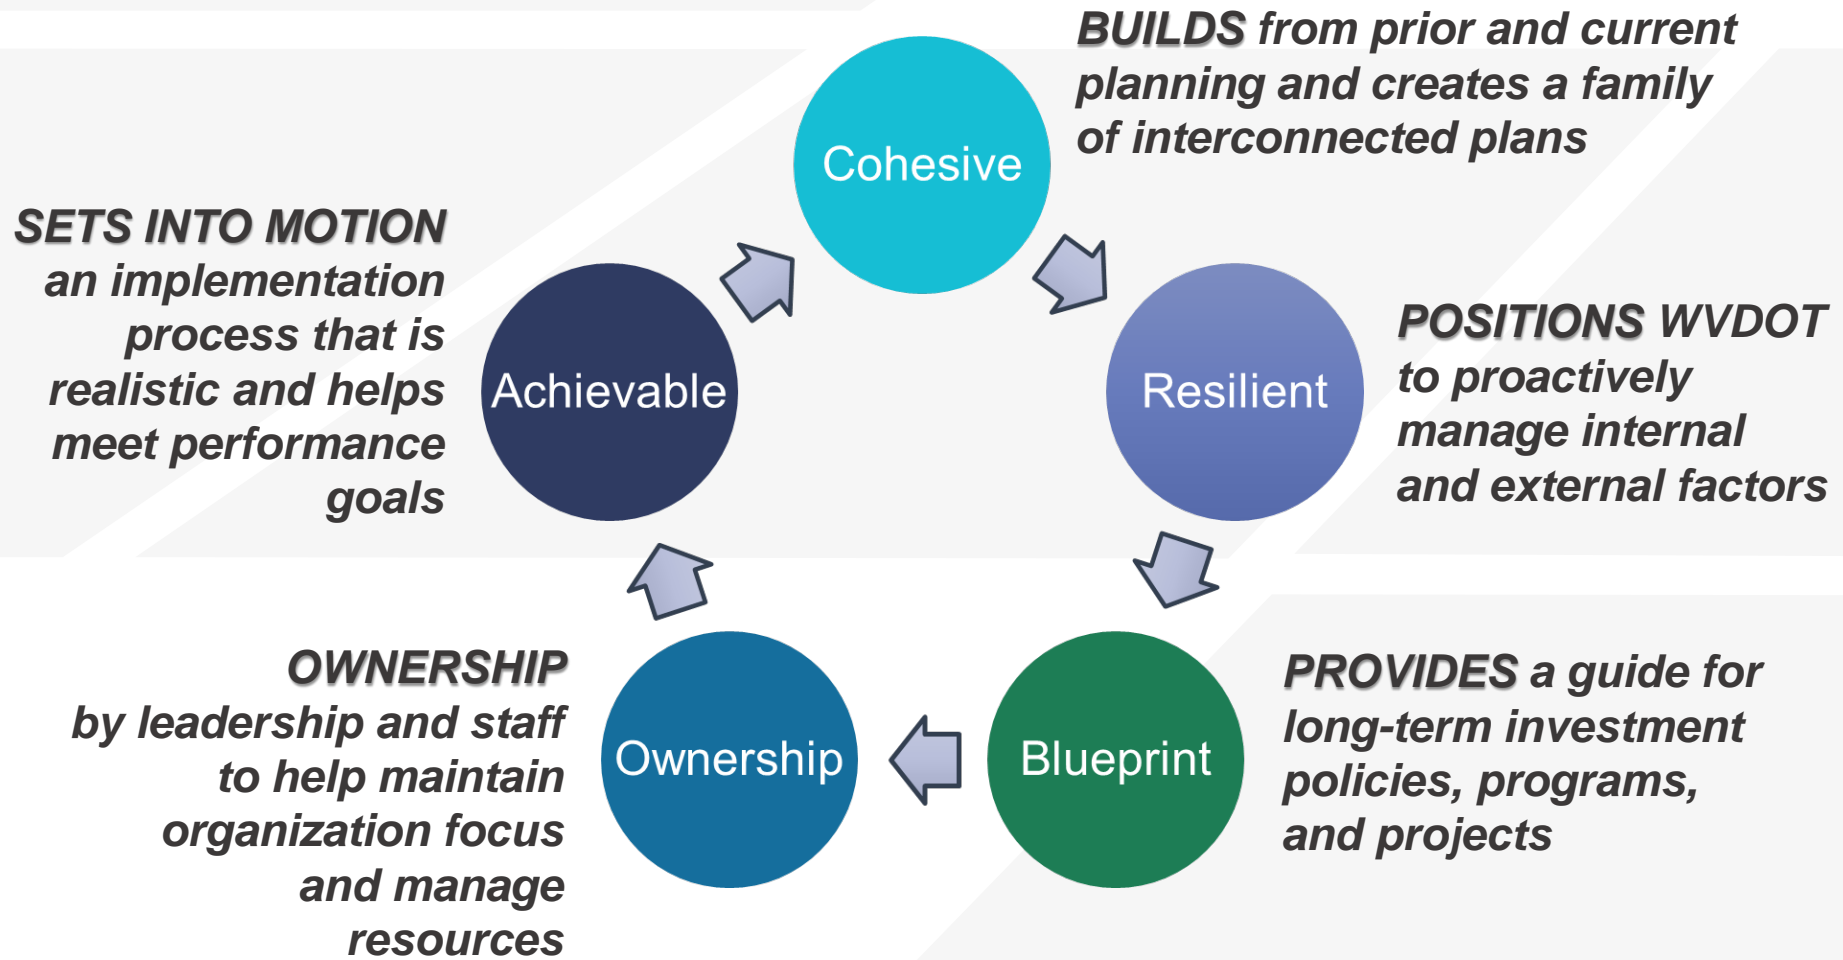 BUILDS from prior and current
planning and creates a family
of interconnected plans
Cohesive
SETS INTO MOTION
an implementation
process that is
realistic and helps
meet performance
goals
Achievable
Resilient
POSITIONS WVDOT
to proactively
manage internal
and external factors
OWNERSHIP
by leadership and staff
to help maintain
organization focus
and manage
resources
Ownership
Blueprint
PROVIDES a guide for
long-term investment
policies, programs,
and projects